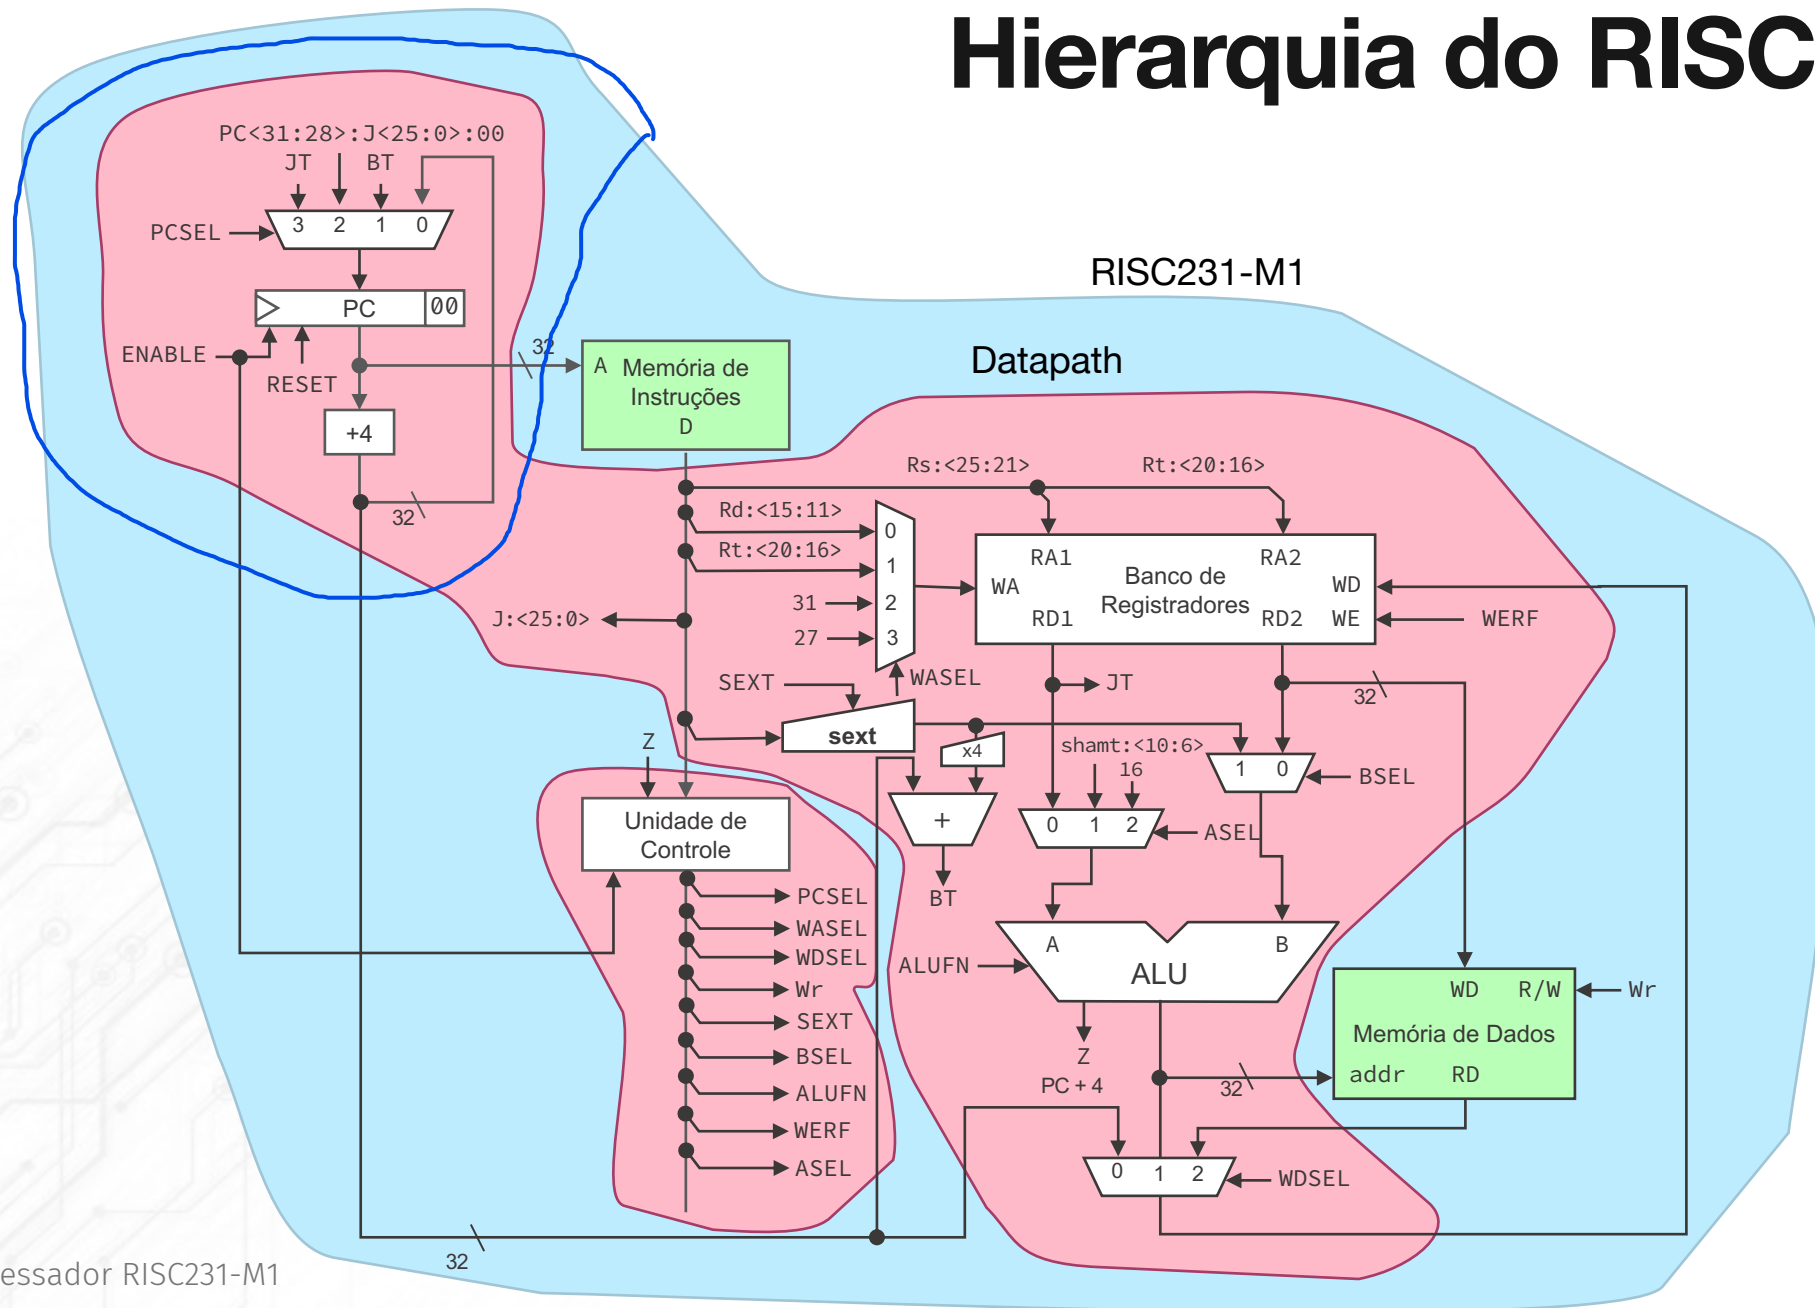 Hierarquia do RISC
PC<31:28>:J<25:0>:00
JT BT
3 2 1 0
PCSEL
PC 00
ENABLE
RESET
+4
32
32
RISC231-M1
Datapath
A Memória de
Instruções
D
Rs:<25:21> Rt:<20:16>
Rd:<15:11>
Rt:<20:16>
31
27
0
1
2
3
J:<25:0>
WASEL
RA1 RA2
WA Banco de WD
Registradores
RD1 RD2 WE
WERF
SEXT
sext
JT
32
x4
shamt:<10:6>
16
1 0
BSEL
Z
+
BT
0 1 2
ASEL
Unidade de
Controle
PCSEL
WASEL
WDSEL
Wr
SEXT
BSEL
ALUFN
WERF
ASEL
A B
ALU
ALUFN
Z
WD R/W
Wr
Memória de Dados
addr RD
32
PC + 4
0 1 2
WDSEL
32
essador RISC231-M1